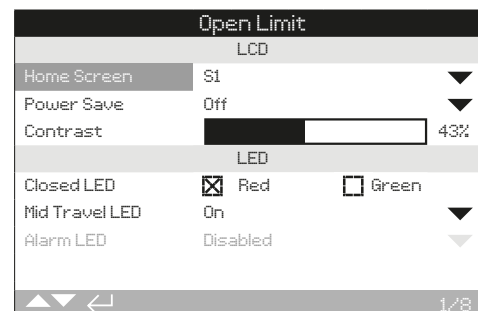 Open Limit
LCD
Home Screen S1
Power Save Off
Contrast 43%
LED
Closed LED Red Green
Mid Travel LED On
Alarm LED Disabled
1/8